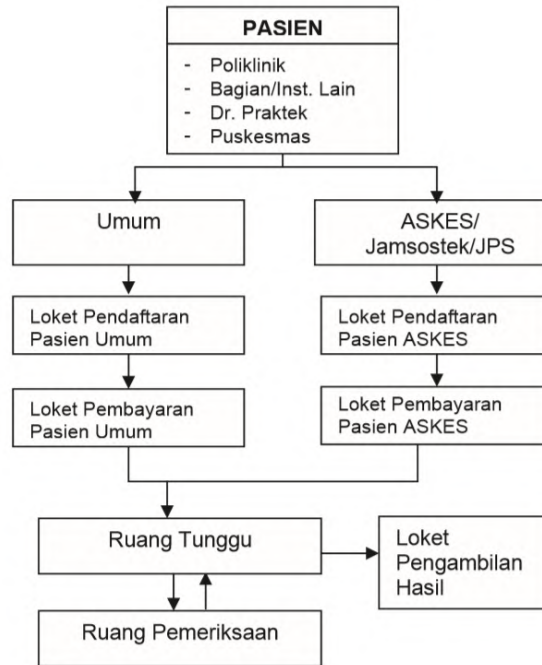 PASIEN
- Poliklinik
- Bagian/Inst. Lain
- Dr. Praktek
- Puskesmas
Umum
ASKES/
Jamsostek/JPS
Loket Pendaftaran
Pasien Umum
Loket Pendaftaran
Pasien ASKES
Loket Pembayaran
Pasien Umum
Loket Pembayaran
Pasien ASKES
Ruang Tunggu
Loket
Pengambilan
Hasil
Ruang Pemeriksaan